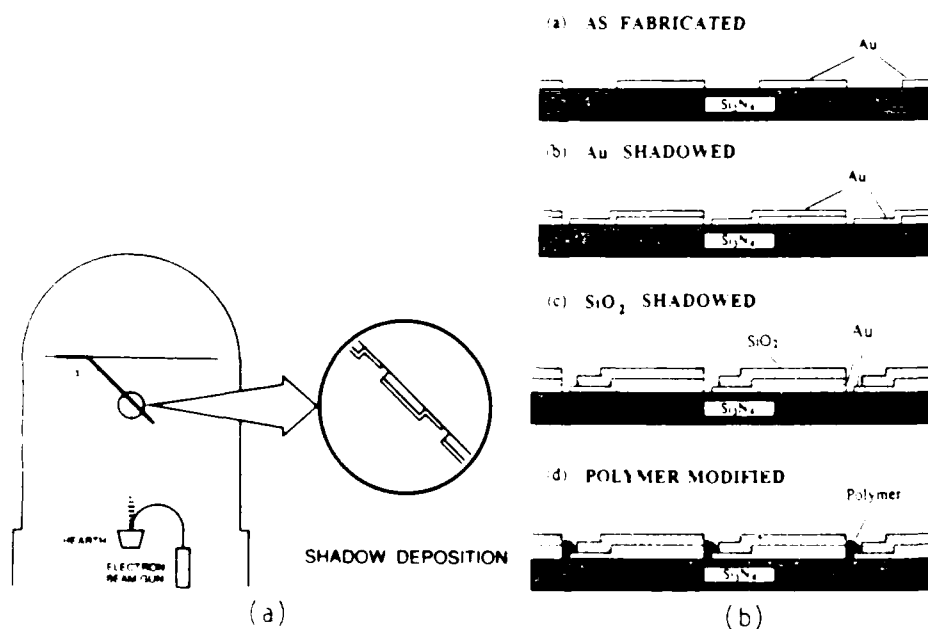 HEARTH
ELECTRON
BEAM GUN
SHADOW DEPOSITION
(a)
(a) AS FABRICATED
Au
Si₃N₄
(b) Au SHADOWED
Au
Si₃N₄
(c) SiO₂ SHADOWED
SiO₂
Au
Si₃N₄
(d) POLYMER MODIFIED
Polymer
Si₃N₄
(b)